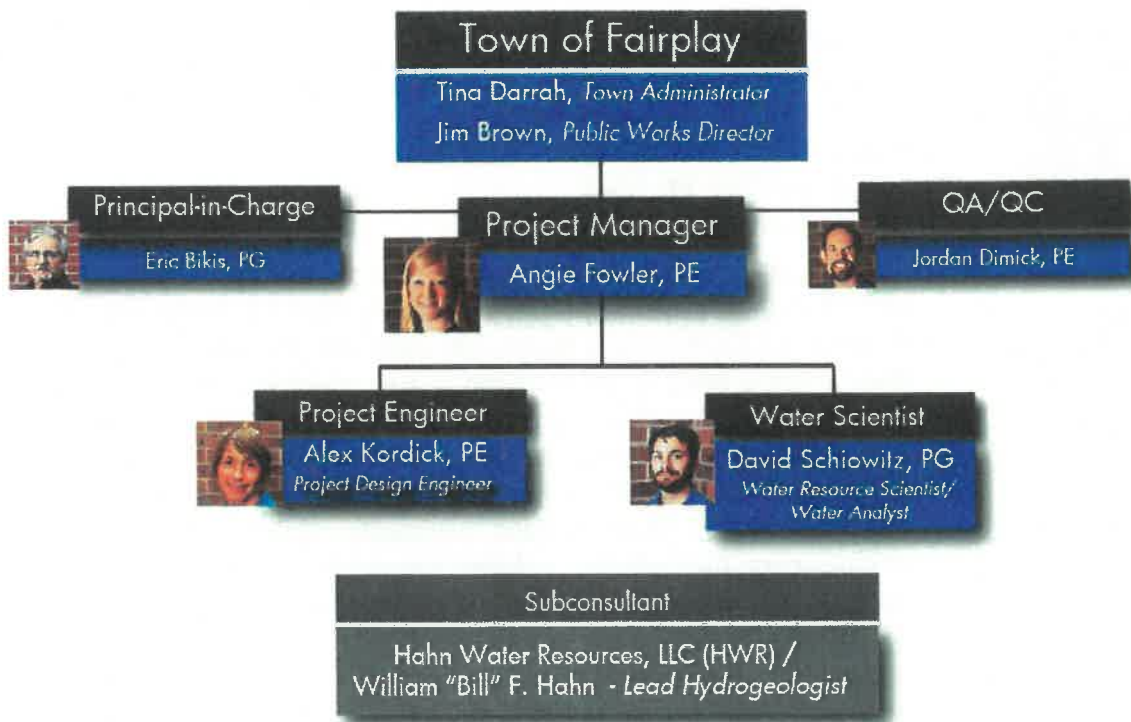 Town of Fairplay
Tina Darrah, Town Administrator
Jim Brown, Public Works Director
Principal-in-Charge
Eric Bikis, PG
Project Manager
Angie Fowler, PE
QA/QC
Jordan Dimick, PE
Project Engineer
Alex Kordick, PE
Project Design Engineer
Water Scientist
David Schiowitz, PG
Water Resource Scientist/
Water Analyst
Subconsultant
Hahn Water Resources, LLC (HWR) /
William "Bill" F. Hahn - Lead Hydrogeologist